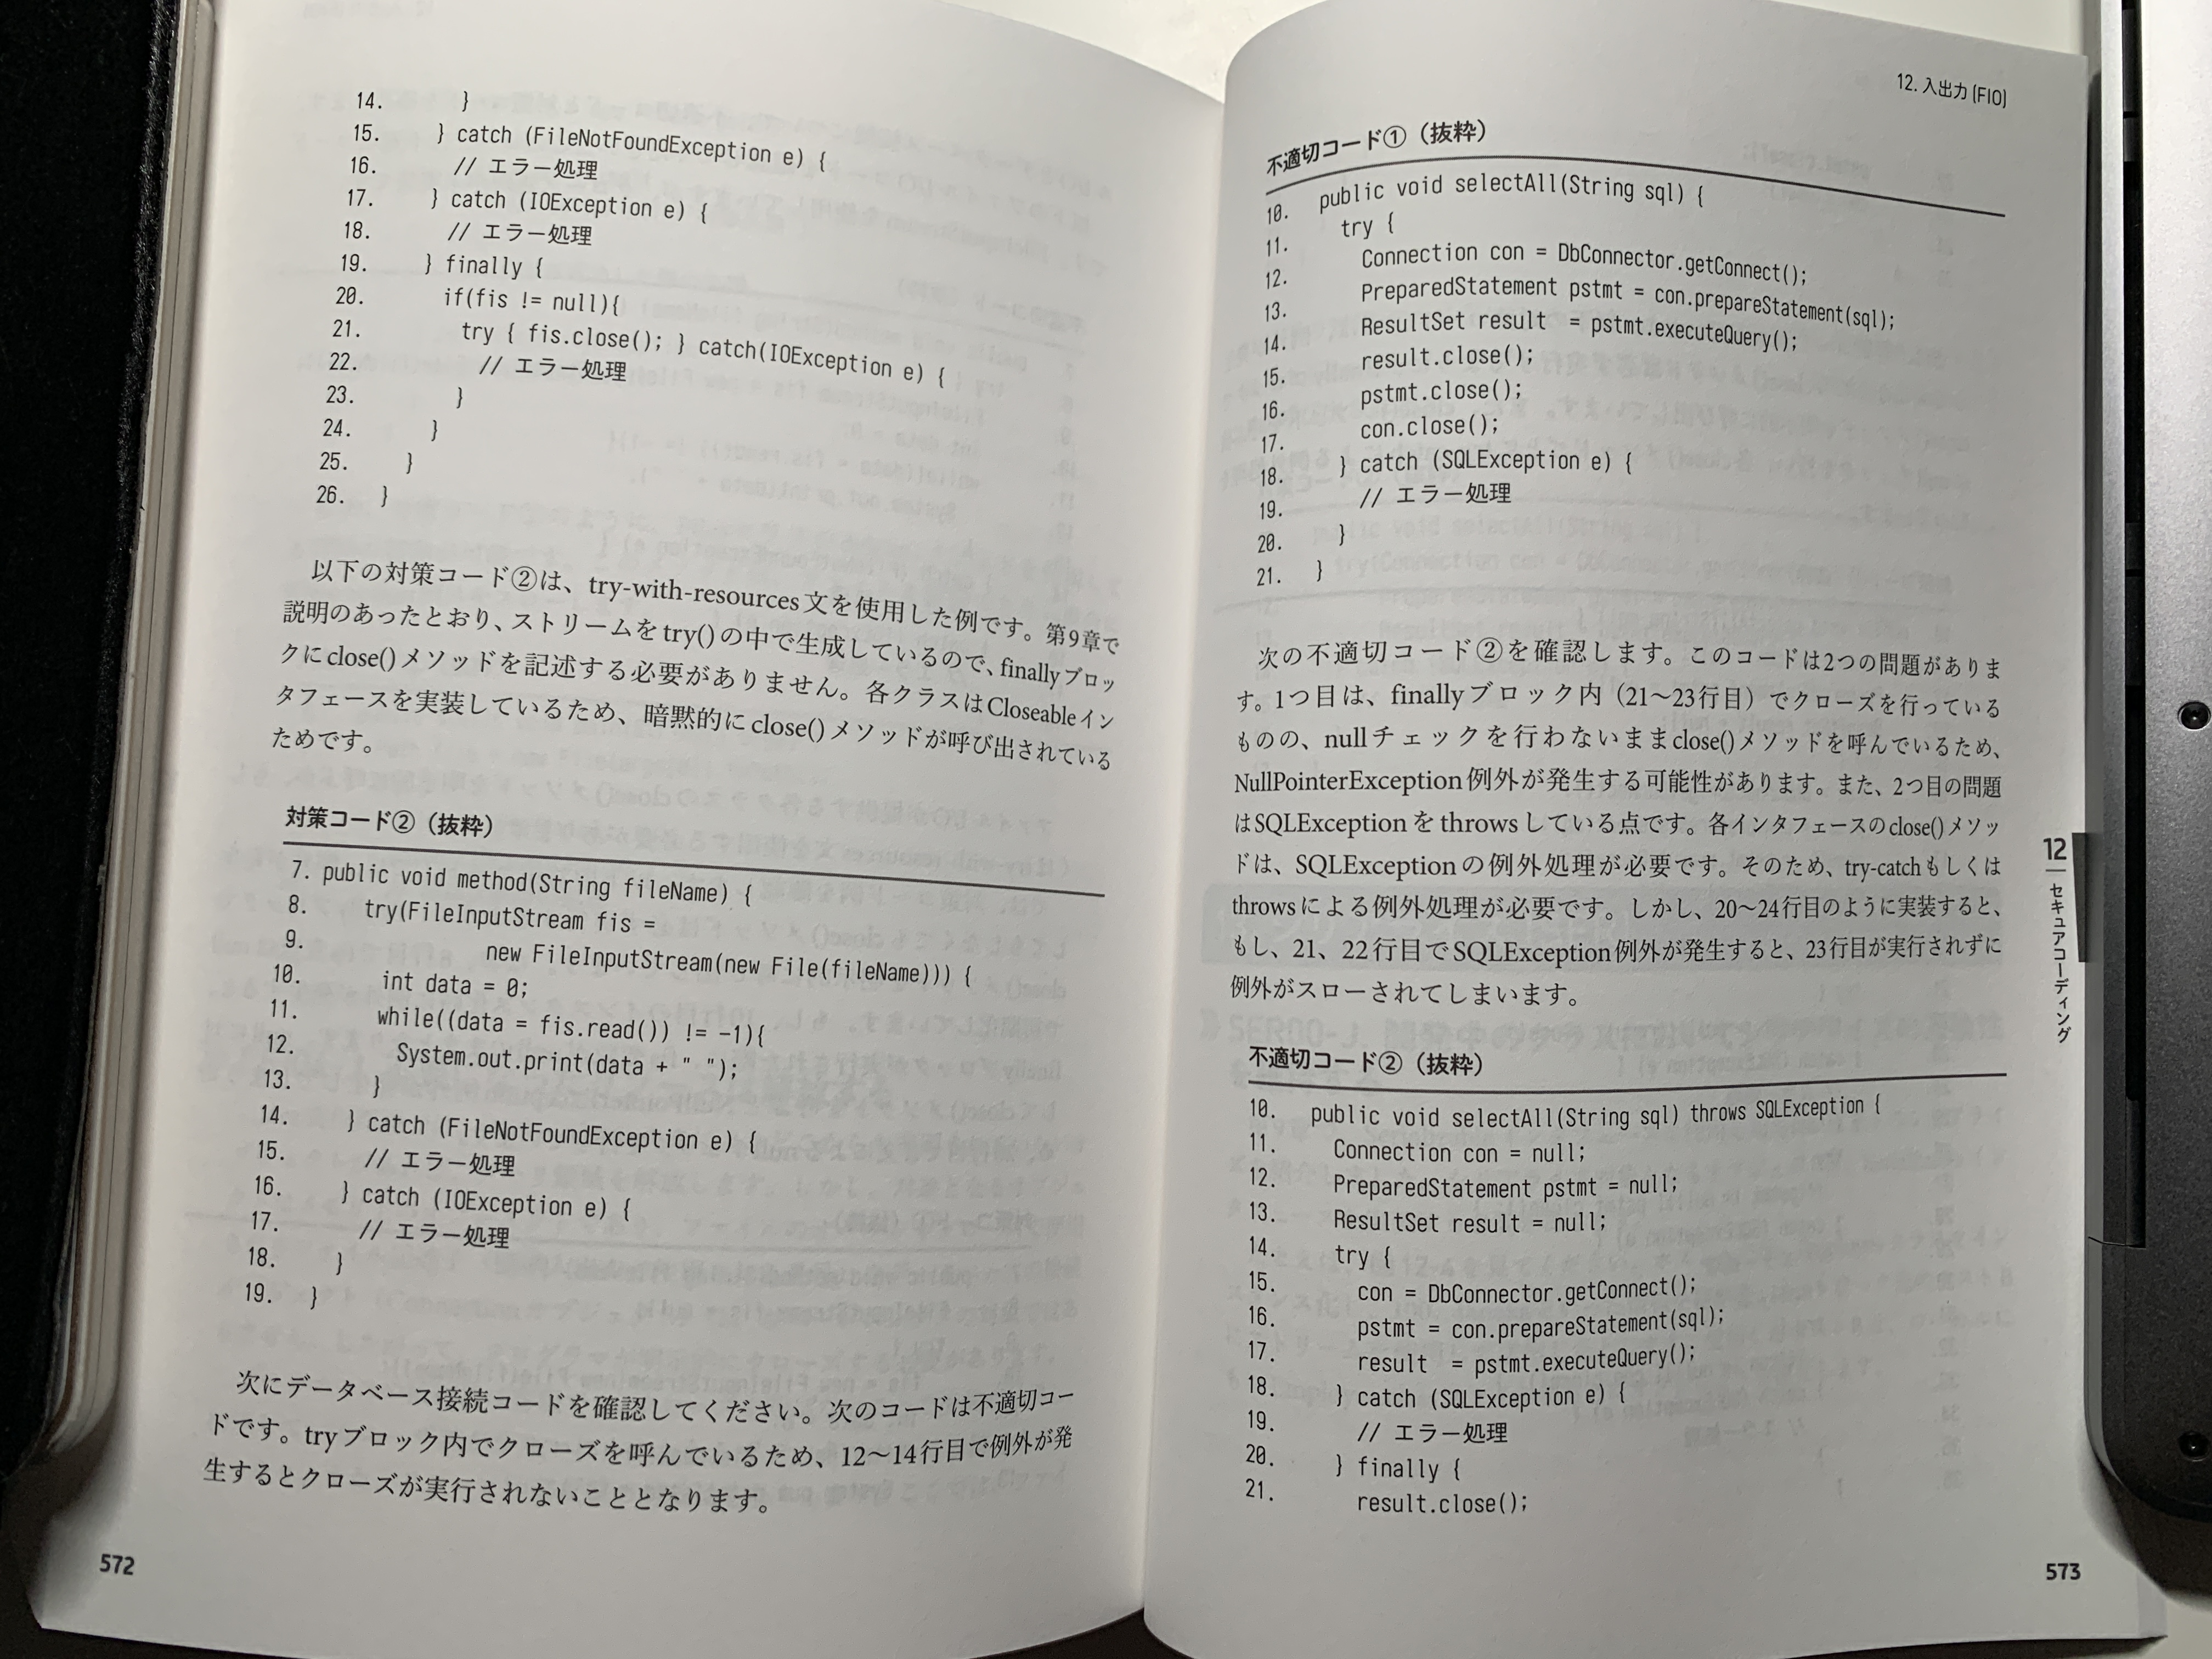 14. }
15. } catch (FileNotFoundException e) {
16. // エラー処理
17. } catch (IOException e) {
18. // エラー処理
19. } finally {
20. if(fis != null){
21. try { fis.close(); } catch(IOException e) {
22. // エラー処理
23. }
24. }
25. }
26. }
以下の対策コード②は、try-with-resources文を使用した例です。第9章で
説明のあったとおり、ストリームをtry()の中で生成しているので、finallyブロッ
クにclose()メソッドを記述する必要がありません。各クラスはCloseableイン
タフェースを実装しているため、暗黙的にclose()メソッドが呼び出されている
ためです。
対策コード②（抜粋）
7. public void method(String fileName) {
8. try(FileInputStream fis =
9. new FileInputStream(new File(fileName))) {
10. int data = 0;
11. while((data = fis.read()) != -1){
12. System.out.print(data + " ");
13. }
14. } catch (FileNotFoundException e) {
15. // エラー処理
16. } catch (IOException e) {
17. // エラー処理
18. }
19. }
次にデータベース接続コードを確認してください。次のコードは不適切コー
ドです。tryブロック内でクローズを呼んでいるため、12〜14行目で例外が発
生するとクローズが実行されないこととなります。
572
12. 入出力 (FIO)
不適切コード①（抜粋）
10. public void selectAll(String sql) {
11. try {
12. Connection con = DbConnector.getConnect();
13. PreparedStatement pstmt = con.prepareStatement(sql);
14. ResultSet result = pstmt.executeQuery();
15. result.close();
16. pstmt.close();
17. con.close();
18. } catch (SQLException e) {
19. // エラー処理
20. }
21. }
次の不適切コード②を確認します。このコードは2つの問題がありま
す。1つ目は、finallyブロック内（21〜23行目）でクローズを行っている
ものの、nullチェックを行わないままclose()メソッドを呼んでいるため、
NullPointerException例外が発生する可能性があります。また、2つ目の問題
はSQLExceptionをthrowsしている点です。各インタフェースのclose()メソッ
ドは、SQLExceptionの例外処理が必要です。そのため、try-catchもしくは
throwsによる例外処理が必要です。しかし、20〜24行目のように実装すると、
もし、21、22行目でSQLException例外が発生すると、23行目が実行されずに
例外がスローされてしまいます。
不適切コード②（抜粋）
10. public void selectAll(String sql) throws SQLException {
11. Connection con = null;
12. PreparedStatement pstmt = null;
13. ResultSet result = null;
14. try {
15. con = DbConnector.getConnect();
16. pstmt = con.prepareStatement(sql);
17. result = pstmt.executeQuery();
18. } catch (SQLException e) {
19. // エラー処理
20. } finally {
21. result.close();
12
セキュアコーディング
573